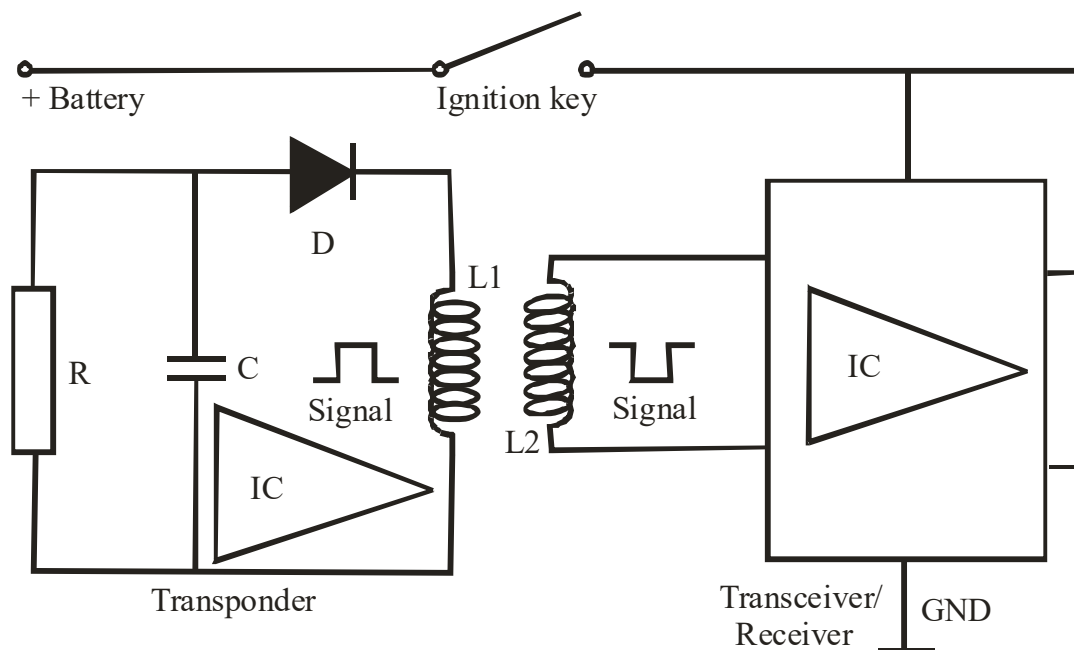 + Battery
Ignition key
D
L1
R
C
Signal
Signal
IC
L2
IC
Transponder
Transceiver/
Receiver
GND